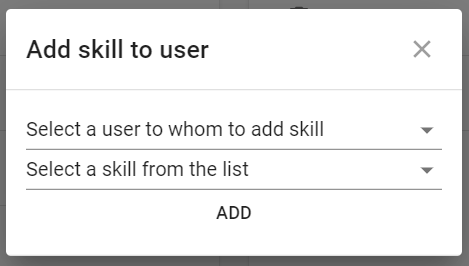 Add skill to user
Select a user to whom to add skill
Select a skill from the list
ADD